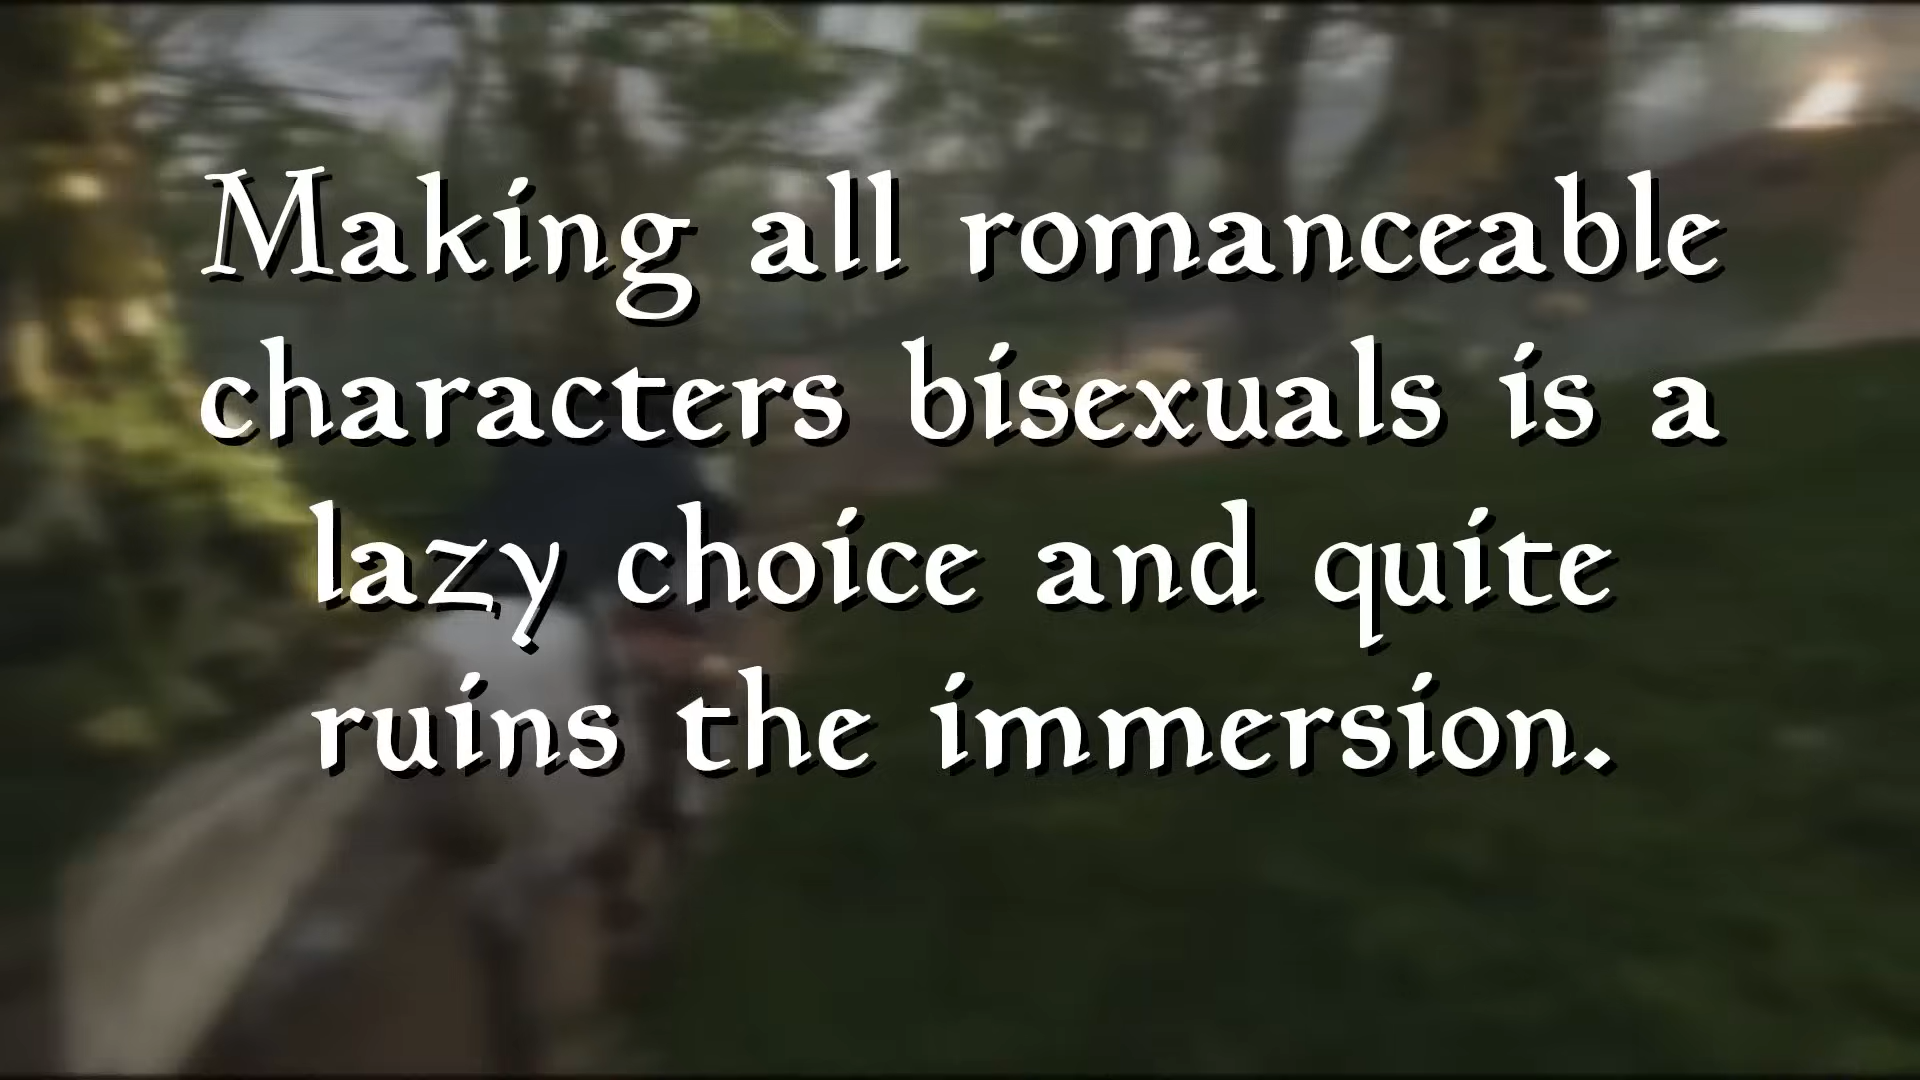 Making all romanceable
characters bisexuals is a
lazy choice and quite
ruins the immersion.